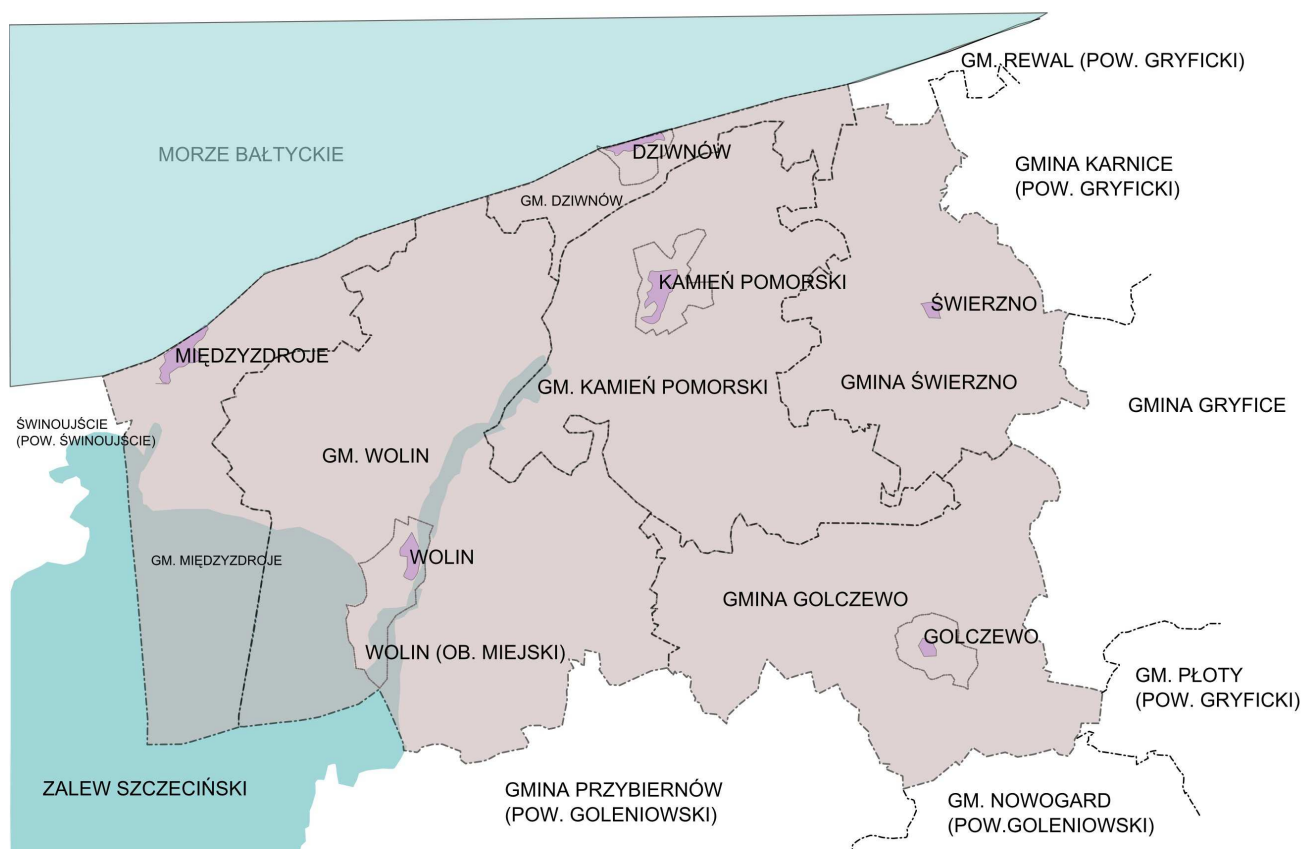 GM. REWAL (POW. GRYFICKI)
MORZE BAŁTYCKIE
DZIWNÓW
GMINA KARNICE
(POW. GRYFICKI)
GM. DZIWNÓW
KAMIEŃ POMORSKI
ŚWIERZNO
MIĘDZYZDROJE
GM. KAMIEŃ POMORSKI
GMINA ŚWIERZNO
GMINA GRYFICE
ŚWINOUJŚCIE
(POW. ŚWINOUJŚCIE)
GM. WOLIN
GM. MIĘDZYZDROJE
WOLIN
GMINA GOLCZEWO
GOLCZEWO
WOLIN (OB. MIEJSKI)
GM. PŁOTY
(POW. GRYFICKI)
ZALEW SZCZECIŃSKI
GMINA PRZYBIERNÓW
(POW. GOLENIOWSKI)
GM. NOWOGARD
(POW.GOLENIOWSKI)